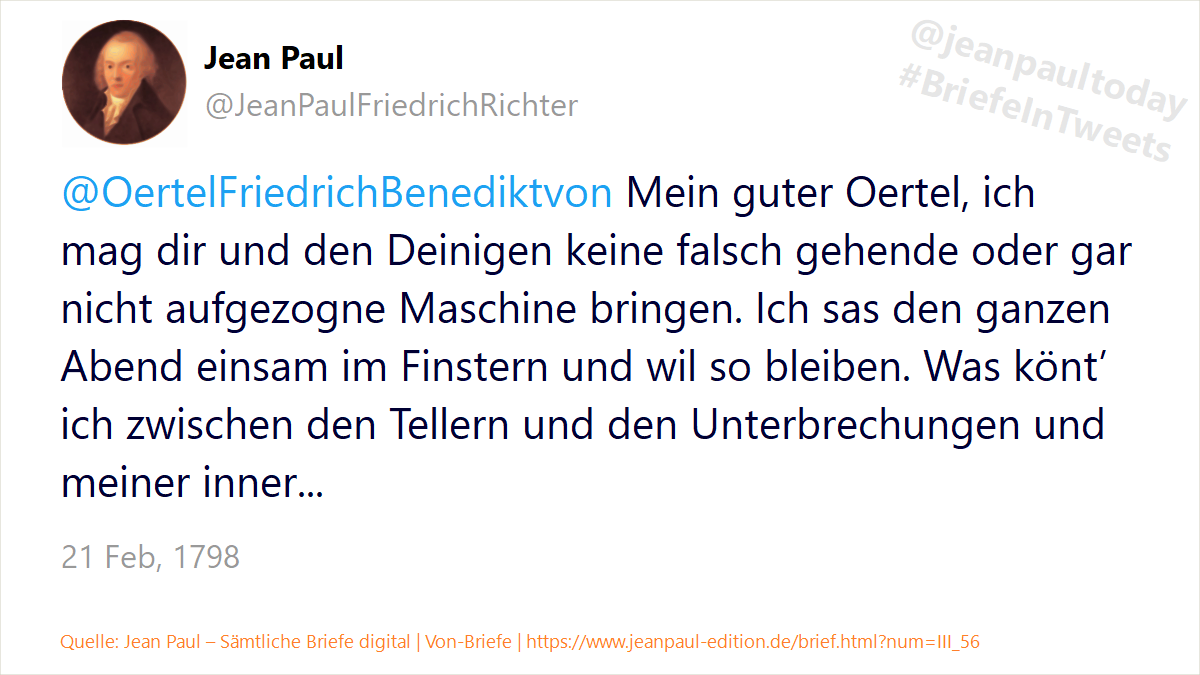 Jean Paul
@JeanPaulFriedrichRichter
@jeanpaultoday
#BriefeInTweets
@OertelFriedrichBenediktvon Mein guter Oertel, ich
mag dir und den Deinigen keine falsch gehende oder gar
nicht aufgezogne Maschine bringen. Ich sas den ganzen
Abend einsam im Finstern und wil so bleiben. Was könt’
ich zwischen den Tellern und den Unterbrechungen und
meiner inner...
21 Feb, 1798
Quelle: Jean Paul – Sämtliche Briefe digital | Von-Briefe | https://www.jeanpaul-edition.de/brief.html?num=III_56